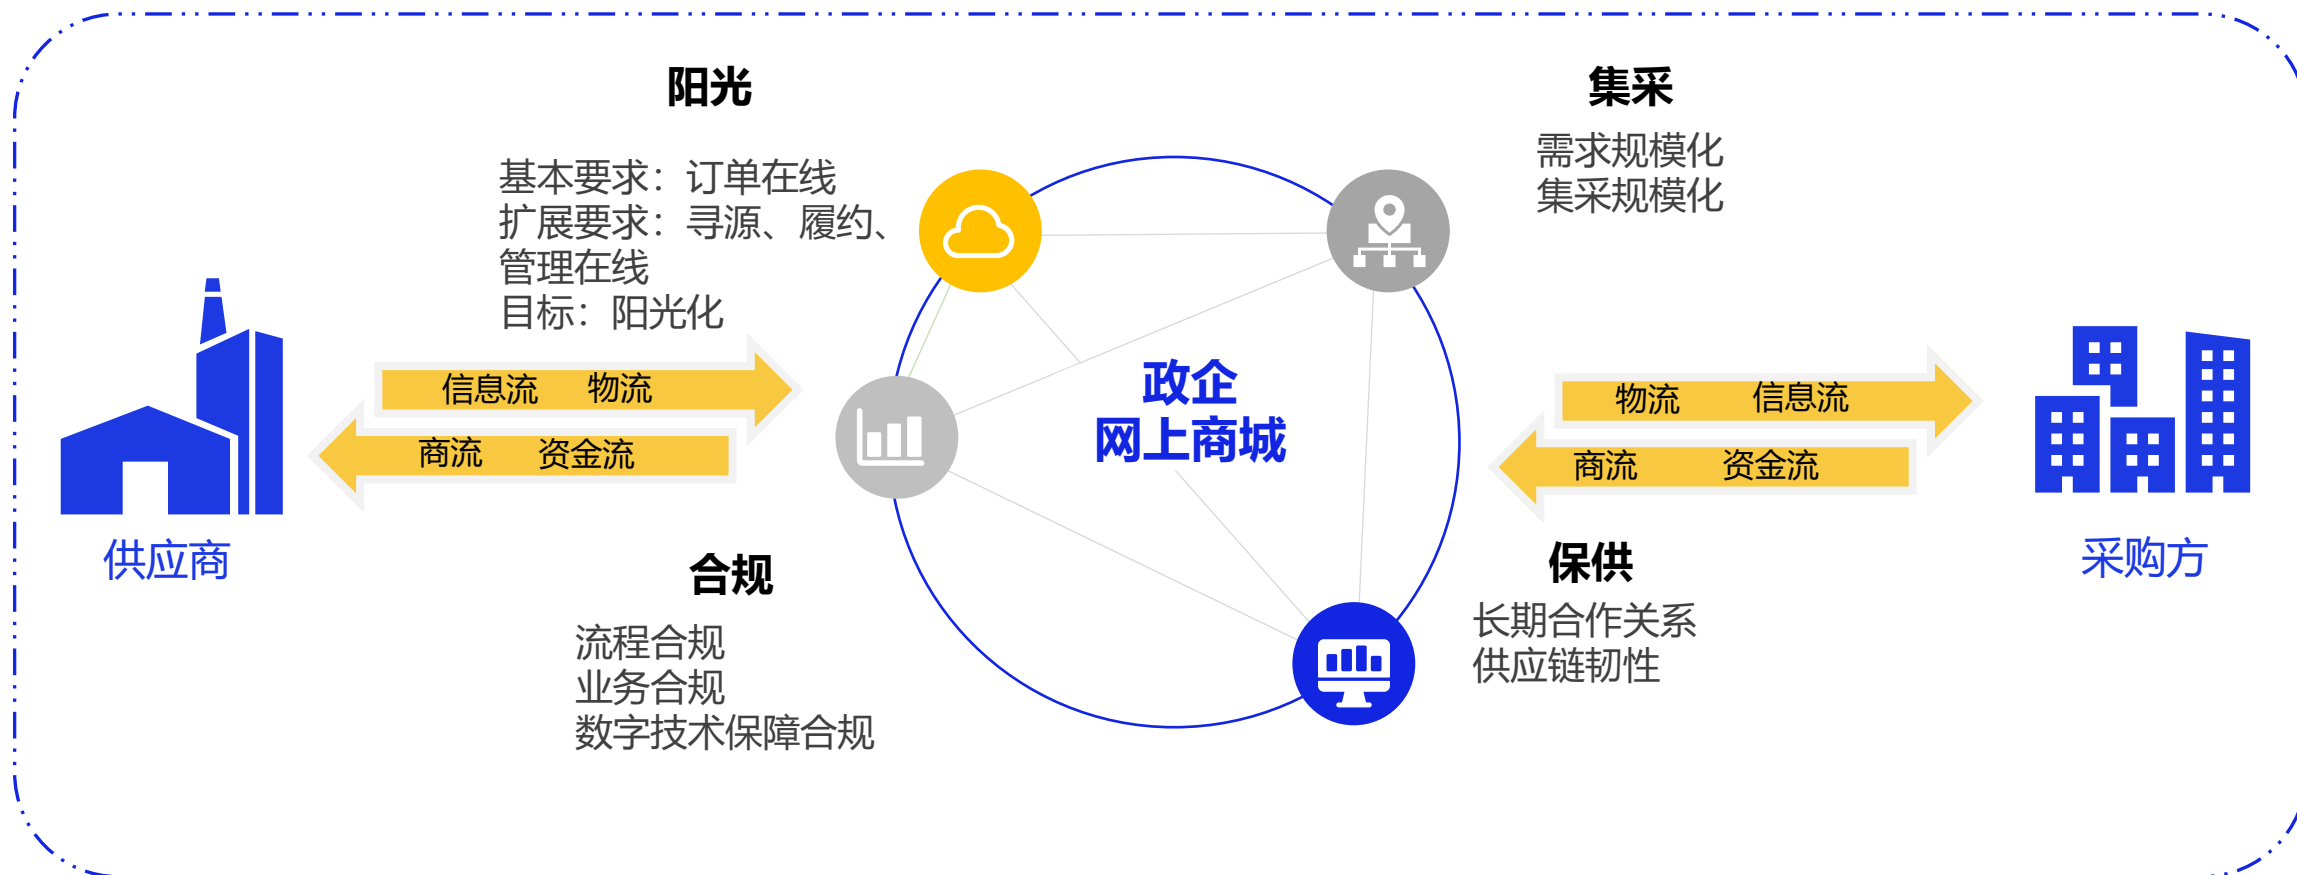 阳光
基本要求：订单在线
扩展要求：寻源、履约、
管理在线
目标：阳光化
集采
需求规模化
集采规模化
信息流 物流
商流 资金流
政企
网上商城
物流 信息流
商流 资金流
供应商
采购方
合规
流程合规
业务合规
数字技术保障合规
保供
长期合作关系
供应链韧性